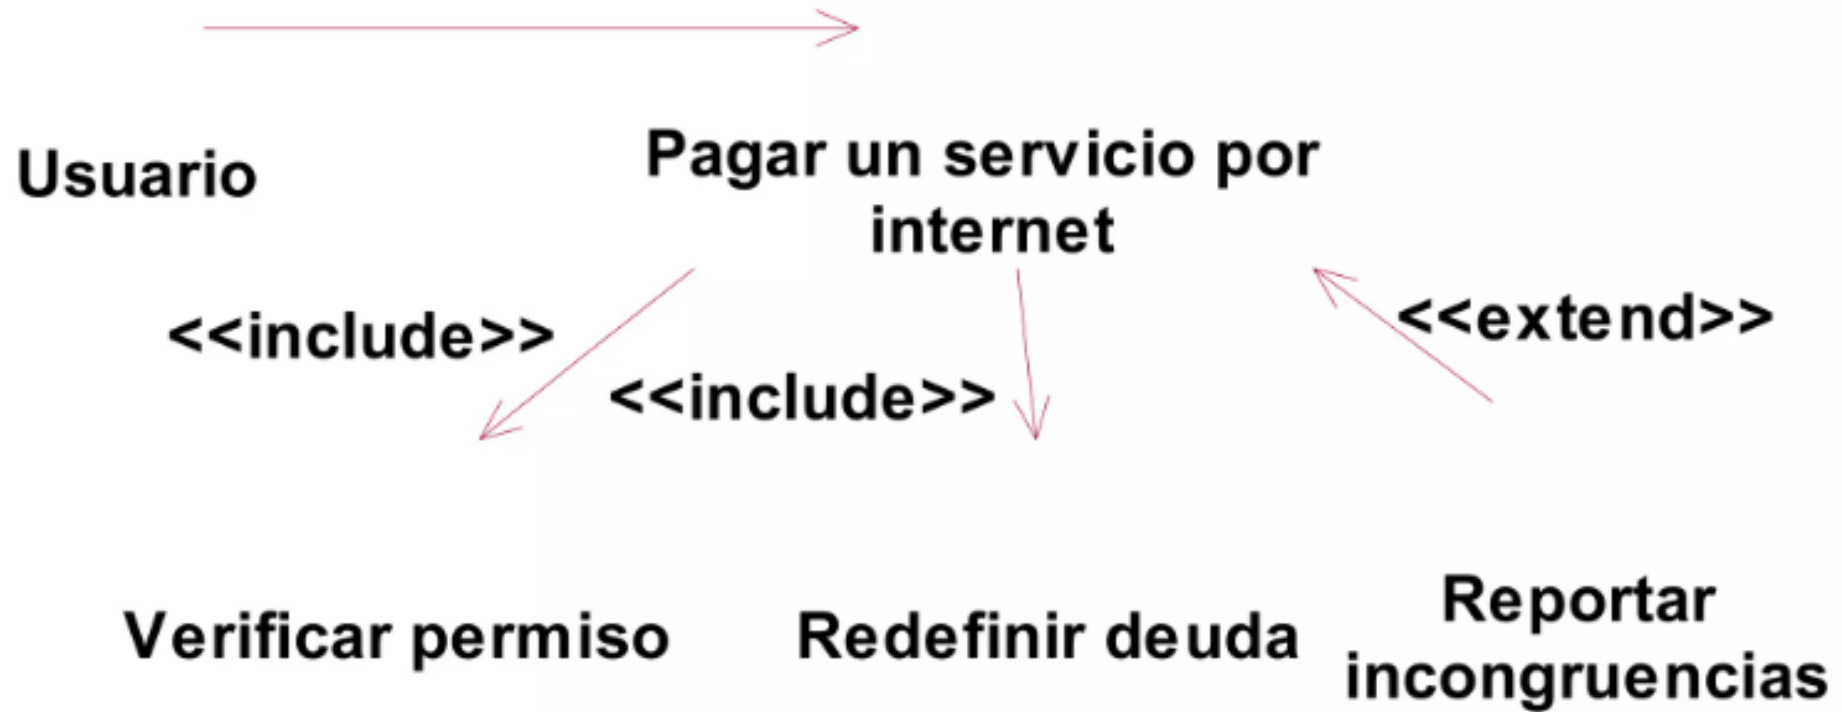 Usuario
Pagar un servicio por
internet
<<include>>
<<include>>
<<extend>>
Verificar permiso
Redefinir deuda
Reportar
incongruencias